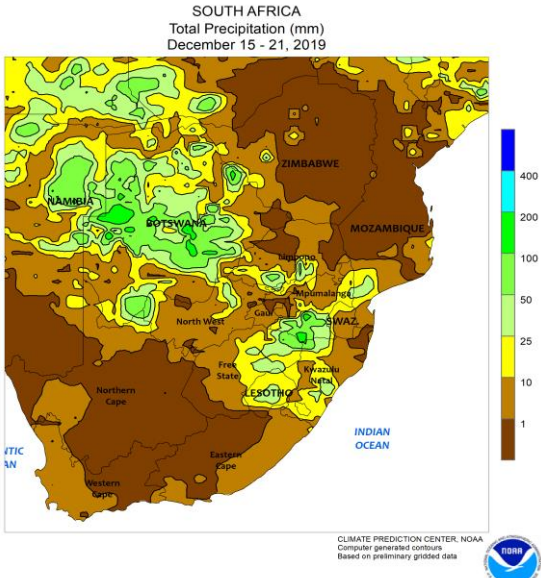 SOUTH AFRICA
Total Precipitation (mm)
December 15 - 21, 2019
ZIMBABWE
NAMIBIA
BOTSWANA
MOZAMBIQUE
Limpopo
Mpumalanga
Gaut
SWAZ.
North West
Free
State
Kwazulu
Natal
LESOTHO
Northern
Cape
Eastern
Cape
Western
Cape
INDIAN
OCEAN
NTIC
AN
400
200
100
50
25
10
1
CLIMATE PREDICTION CENTER, NOAA
Computer generated contours
Based on preliminary gridded data
NOAA